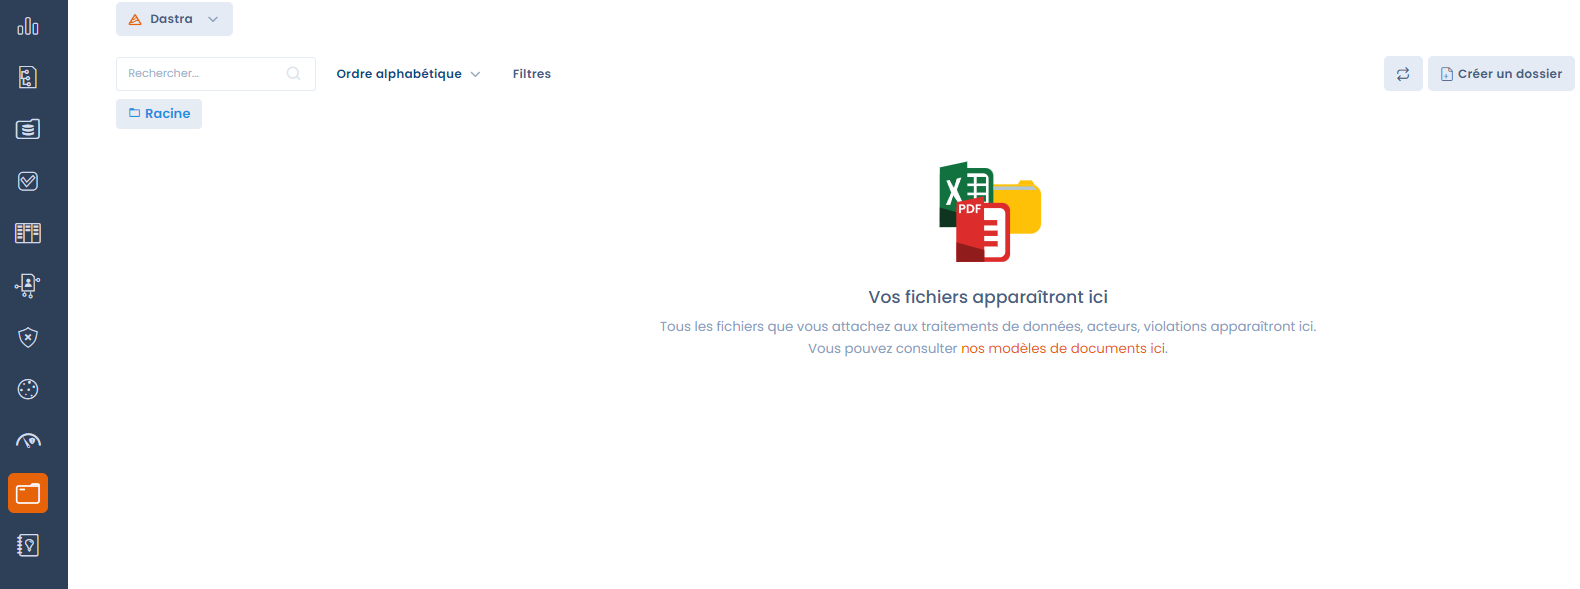 Dastra
Rechercher...
Ordre alphabétique
Filtres
Créer un dossier
Racine
PDF
Vos fichiers apparaîtront ici
Tous les fichiers que vous attachez aux traitements de données, acteurs, violations apparaîtront ici.
Vous pouvez consulter nos modèles de documents ici.